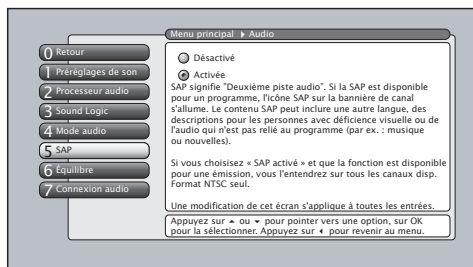 Menu principal Audio
0 Retour
1 Préréglages de son
2 Processeur audio
3 Sound Logic
4 Mode audio
5 SAP
6 Équilibre
7 Connexion audio
Désactivé
Activée
SAP signifie "Deuxième piste audio". Si la SAP est disponible
pour un programme, l'icône SAP sur la bannière de canal
s'allume. Le contenu SAP peut inclure une autre langue, des
descriptions pour les personnes avec déficience visuelle ou de
l'audio qui n'est pas relié au programme (par ex. : musique
ou nouvelles).
Si vous choisisez « SAP activé » et que la fonction est disponible
pour une émission, vous l'entendrez sur tous les canaux disp.
Format NTSC seul.
Une modification de cet écran s'applique à toutes les entrées.
Appuyez sur ou pour pointer vers une option, sur OK
pour la sélectionner. Appuyez sur pour revenir au menu.